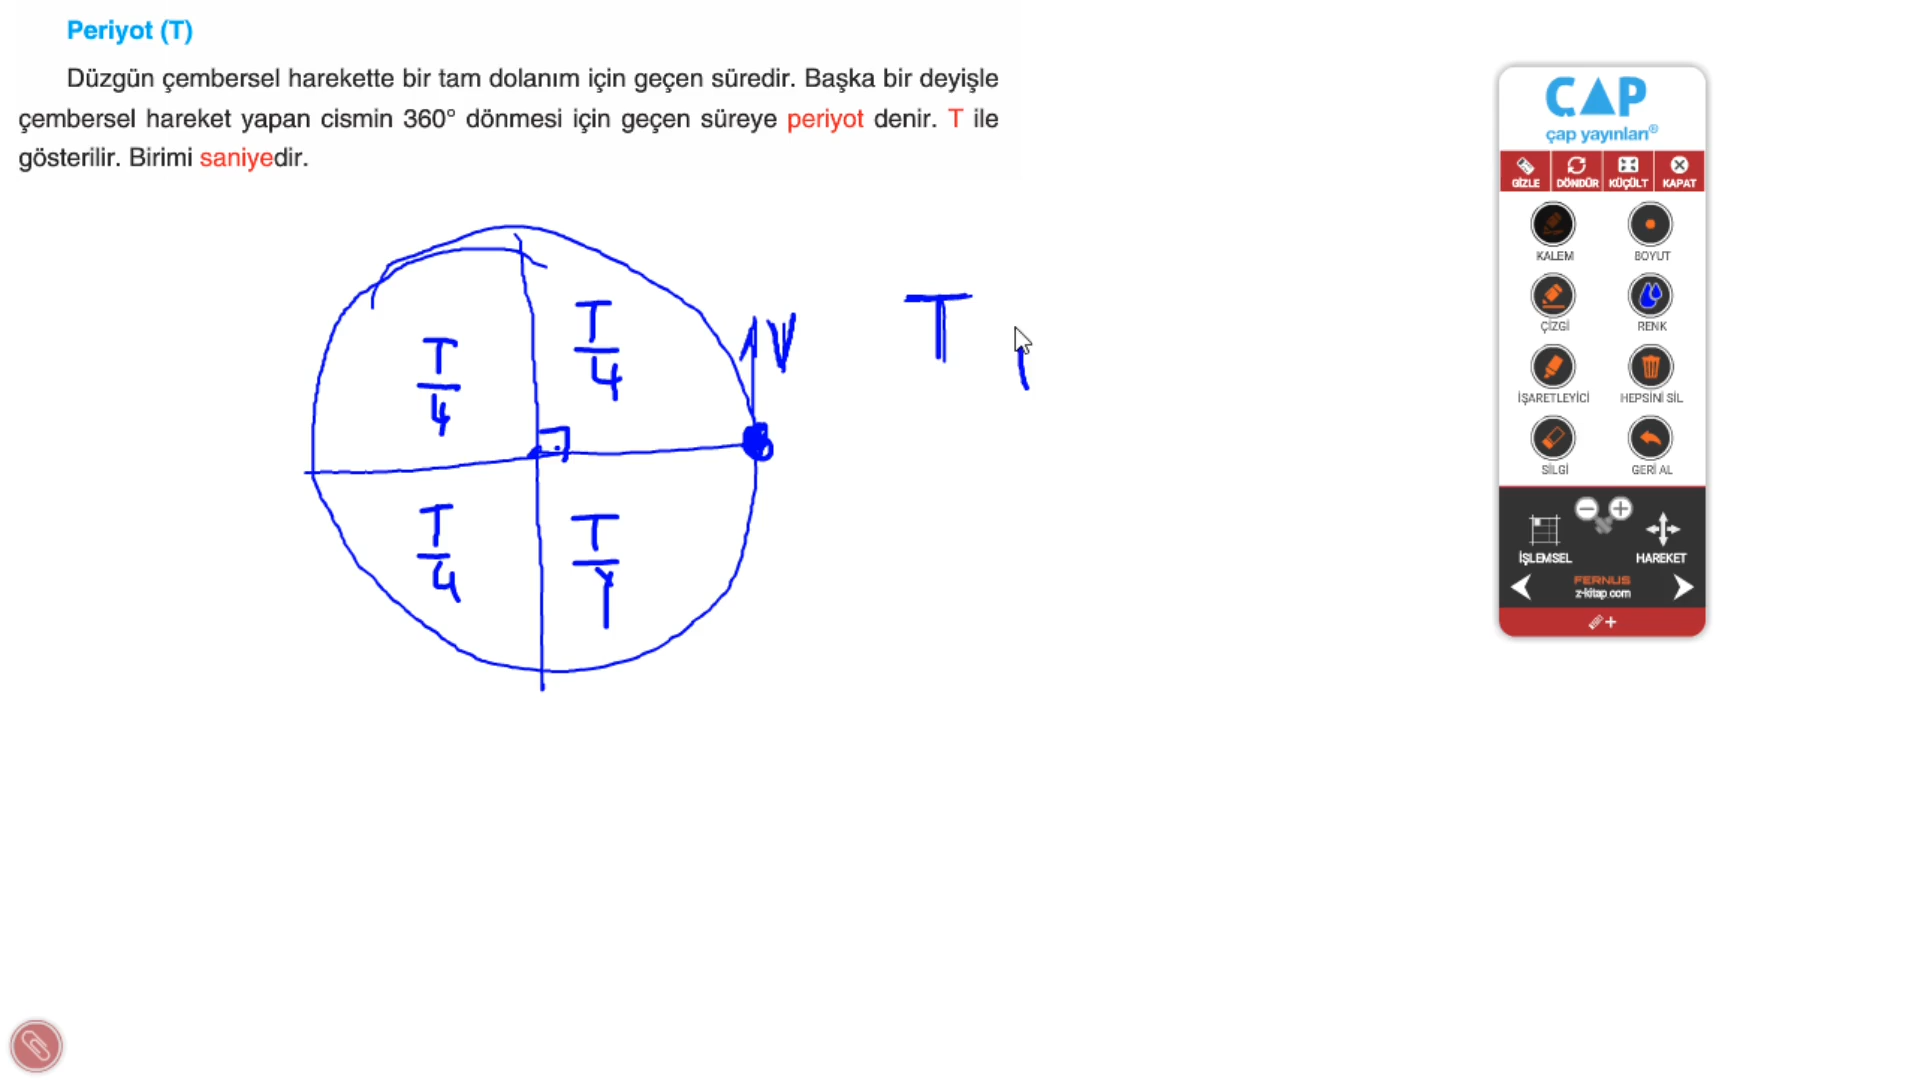 Periyot (T)
Düzgün çembersel harekette bir tam dolanım için geçen süredir. Başka bir deyişle
çembersel hareket yapan cismin 360° dönmesi için geçen süreye periyot denir. T ile
gösterilir. Birimi saniyedir.
T
4
T
4
V
T
T
4
T
ÇAP
çap yayınları®
GİZLE DÖNDÜR KÜÇÜLT KAPAT
KALEM BOYUT
ÇİZGİ RENK
İŞARETLEYİCİ HEPSİNİ SİL
SİLGİ GERİ AL
İŞLEMSEL HAREKET
FERNUS
z-kitap com